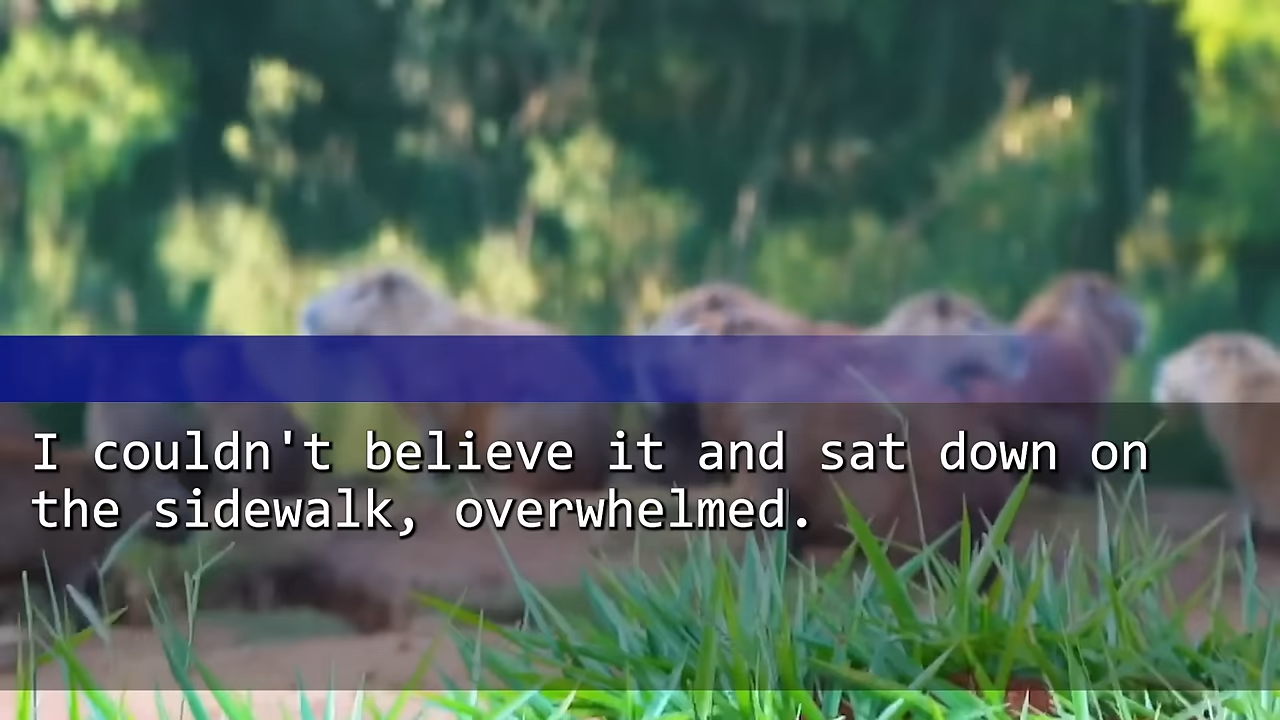 I couldn't believe it and sat down on
the sidewalk, overwhelmed.